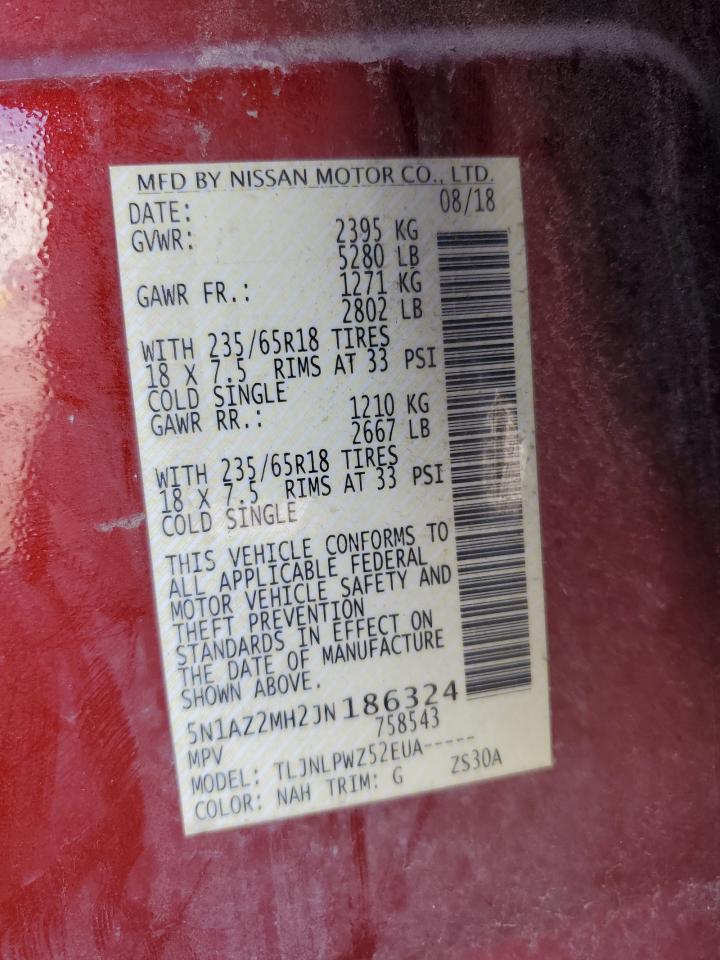 MFD BY NISSAN MOTOR CO., LTD.
DATE: 08/18
GVWR: 2395 KG
5280 LB
GAWR FR.: 1271 KG
2802 LB
WITH 235/65R18 TIRES
18 X 7.5 RIMS AT 33 PSI
COLD SINGLE
GAWR RR.: 1210 KG
2667 LB
WITH 235/65R18 TIRES
18 X 7.5 RIMS AT 33 PSI
COLD SINGLE
THIS VEHICLE CONFORMS TO
ALL APPLICABLE FEDERAL
MOTOR VEHICLE SAFETY AND
THEFT PREVENTION
STANDARDS IN EFFECT ON
THE DATE OF MANUFACTURE
SHOWN ABOVE.
5N1AZ2MH2JN186324
MPV 758543
MODEL: TLJNLPWZ52EUA-----
COLOR: NAH TRIM: G ZS30A